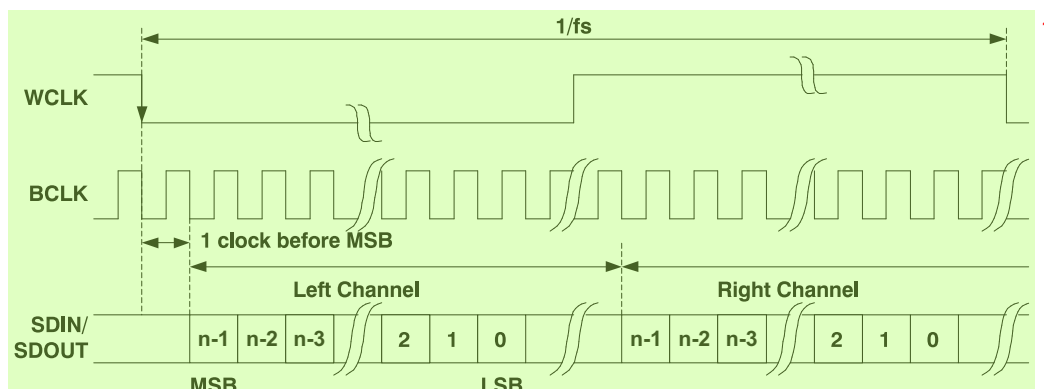 1/fs
WCLK
BCLK
1 clock before MSB
Left Channel
Right Channel
SDIN/
SDOUT
n-1 n-2 n-3 2 1 0 n-1 n-2 n-3 2 1 0
MSB
LSB